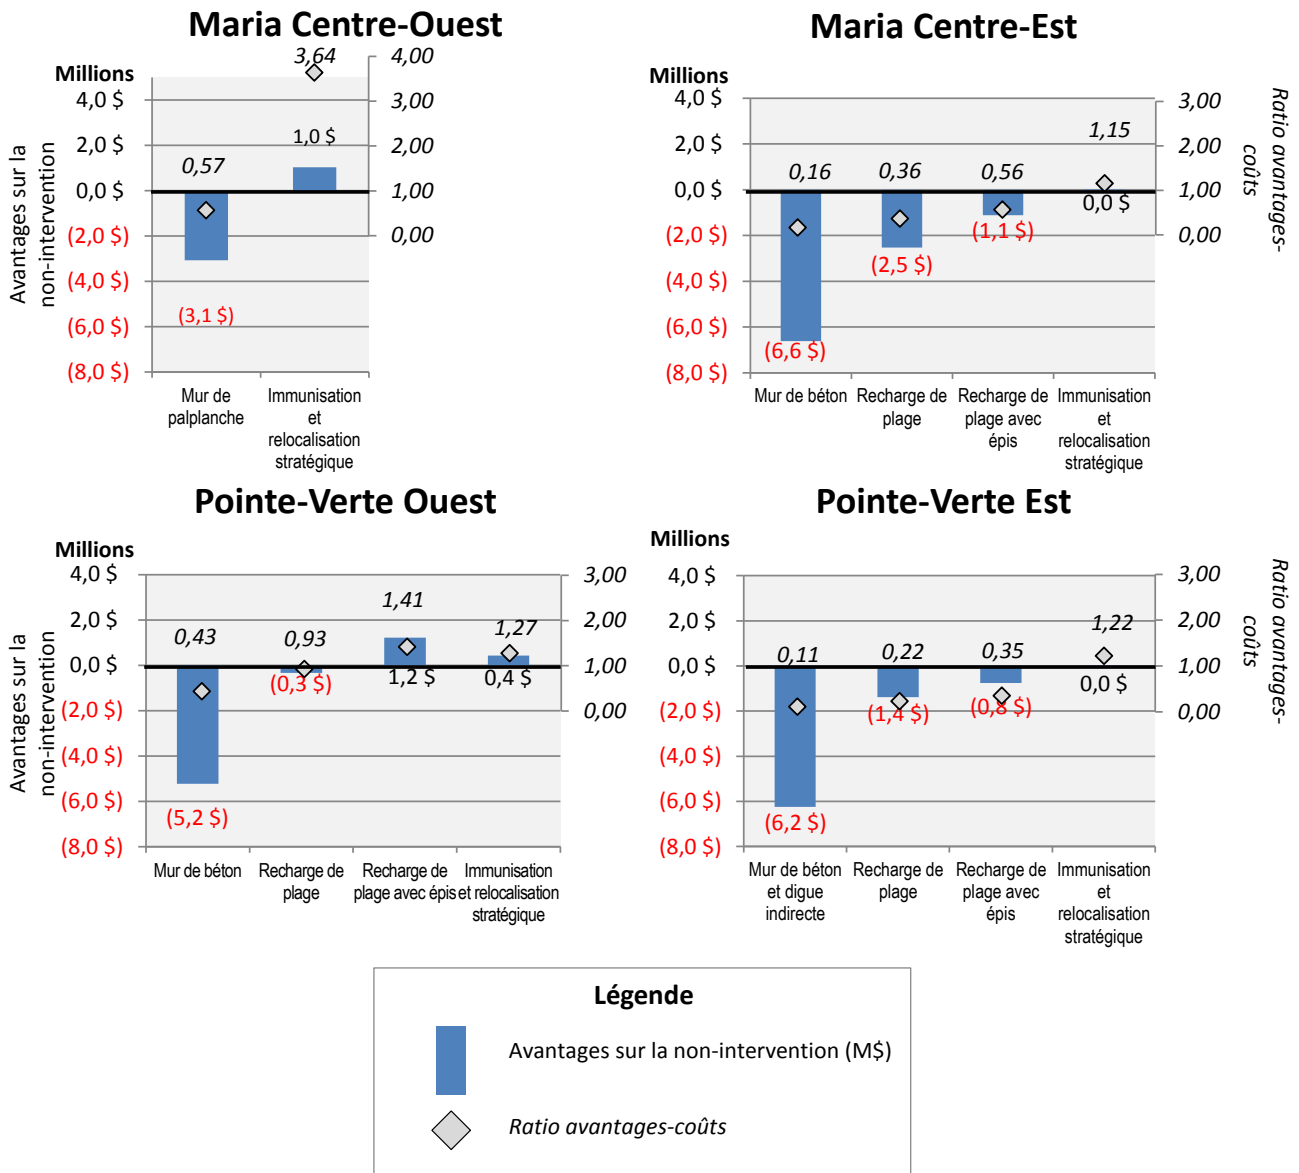 Maria Centre-Ouest
Millions
Avantages sur la
non-intervention
4,0 $
2,0 $
0,0 $
(2,0 $)
(4,0 $)
(6,0 $)
(8,0 $)
0,57
3,64
1,0 $
(3,1 $)
4,00
3,00
2,00
1,00
0,00
Mur de
palplanche
Immunisation
et
relocalisation
stratégique
Maria Centre-Est
4,0 $
2,0 $
0,0 $
(2,0 $)
(4,0 $)
(6,0 $)
(8,0 $)
0,16
0,36
0,56
1,15
(6,6 $)
(2,5 $)
(1,1 $)
0,0 $
3,00
2,00
1,00
0,00
Ratio avantages-
coûts
Mur de béton
Recharge de
plage
Recharge de
plage avec
épis
Immunisation
et
relocalisation
stratégique
Pointe-Verte Ouest
Millions
Avantages sur la
non-intervention
4,0 $
2,0 $
0,0 $
(2,0 $)
(4,0 $)
(6,0 $)
(8,0 $)
0,43
0,93
1,41
1,27
(5,2 $)
(0,3 $)
1,2 $
0,4 $
3,00
2,00
1,00
0,00
Mur de béton
Recharge de
plage
Recharge de
plage avec épis
Immunisation
et relocalisation
stratégique
Pointe-Verte Est
Millions
4,0 $
2,0 $
0,0 $
(2,0 $)
(4,0 $)
(6,0 $)
(8,0 $)
0,11
0,22
0,35
1,22
(6,2 $)
(1,4 $)
(0,8 $)
0,0 $
3,00
2,00
1,00
0,00
Ratio avantages-
coûts
Mur de béton
et digue
indirecte
Recharge de
plage
Recharge de
plage avec
épis
Immunisation
et
relocalisation
stratégique
Légende
Avantages sur la non-intervention (M$)
Ratio avantages-coûts